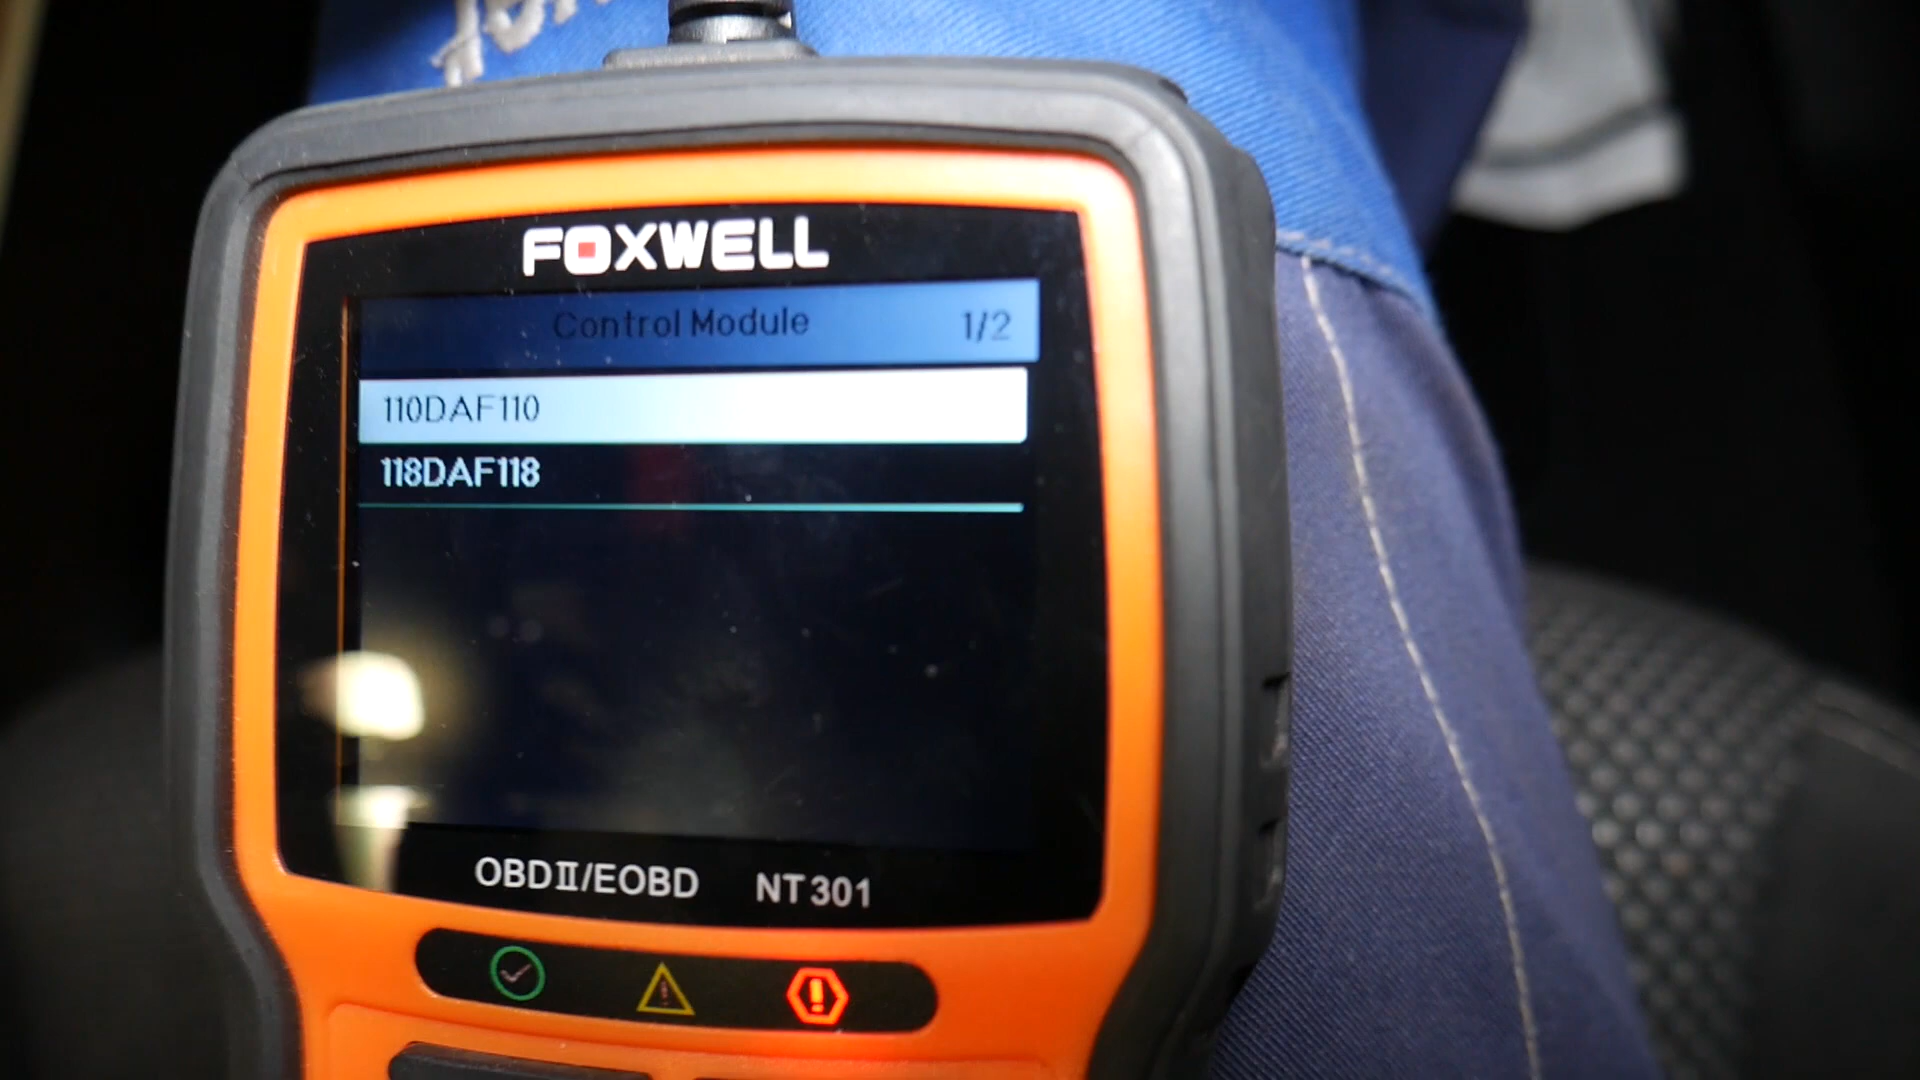 FOXWELL
Control Module 1/2
110DAF110
118DAF118
OBDII/EOBD NT301